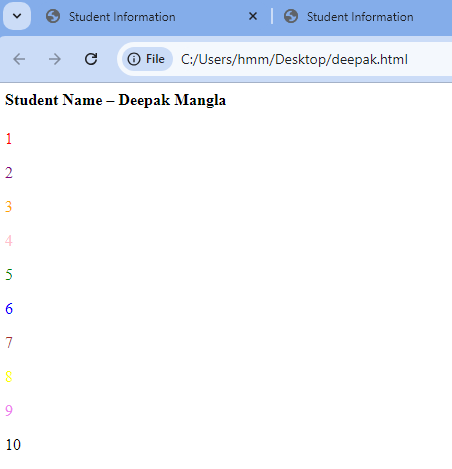 Student Information
Student Information
File C:/Users/hmm/Desktop/deepak.html
Student Name – Deepak Mangla
1
2
3
4
5
6
7
8
9
10